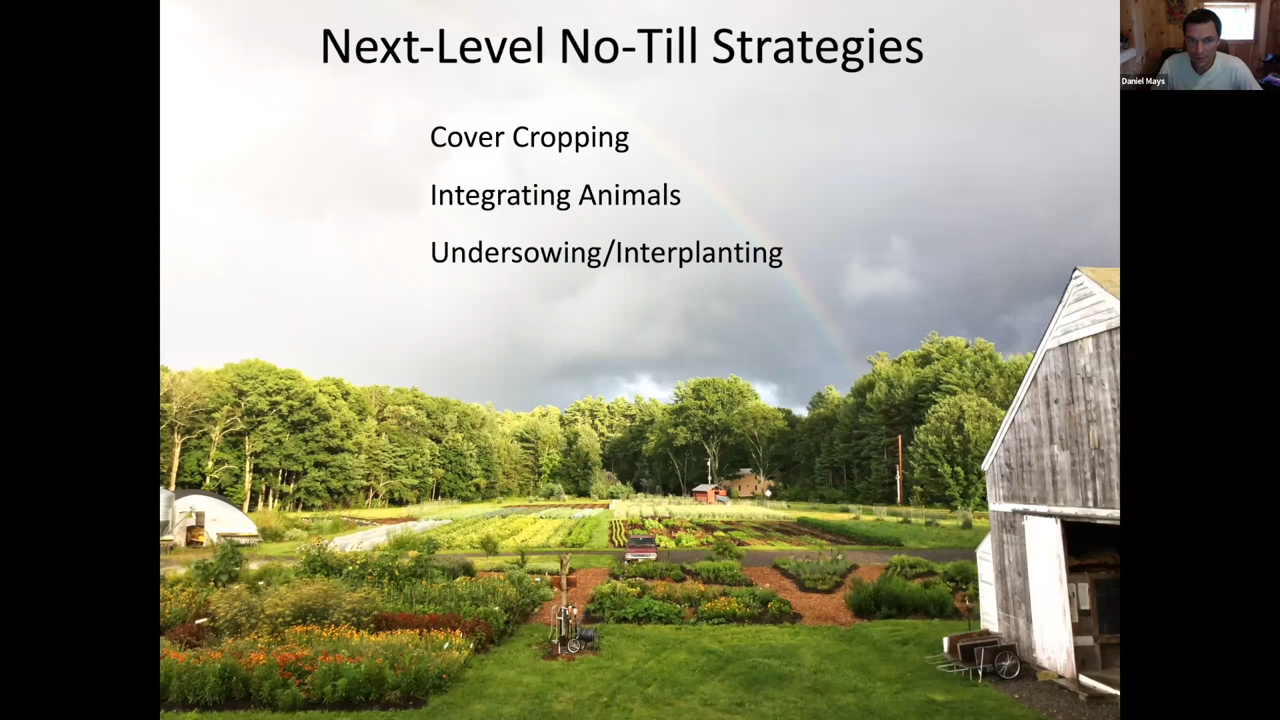 Next-Level No-Till Strategies
Daniel Mays
Cover Cropping
Integrating Animals
Undersowing/Interplanting